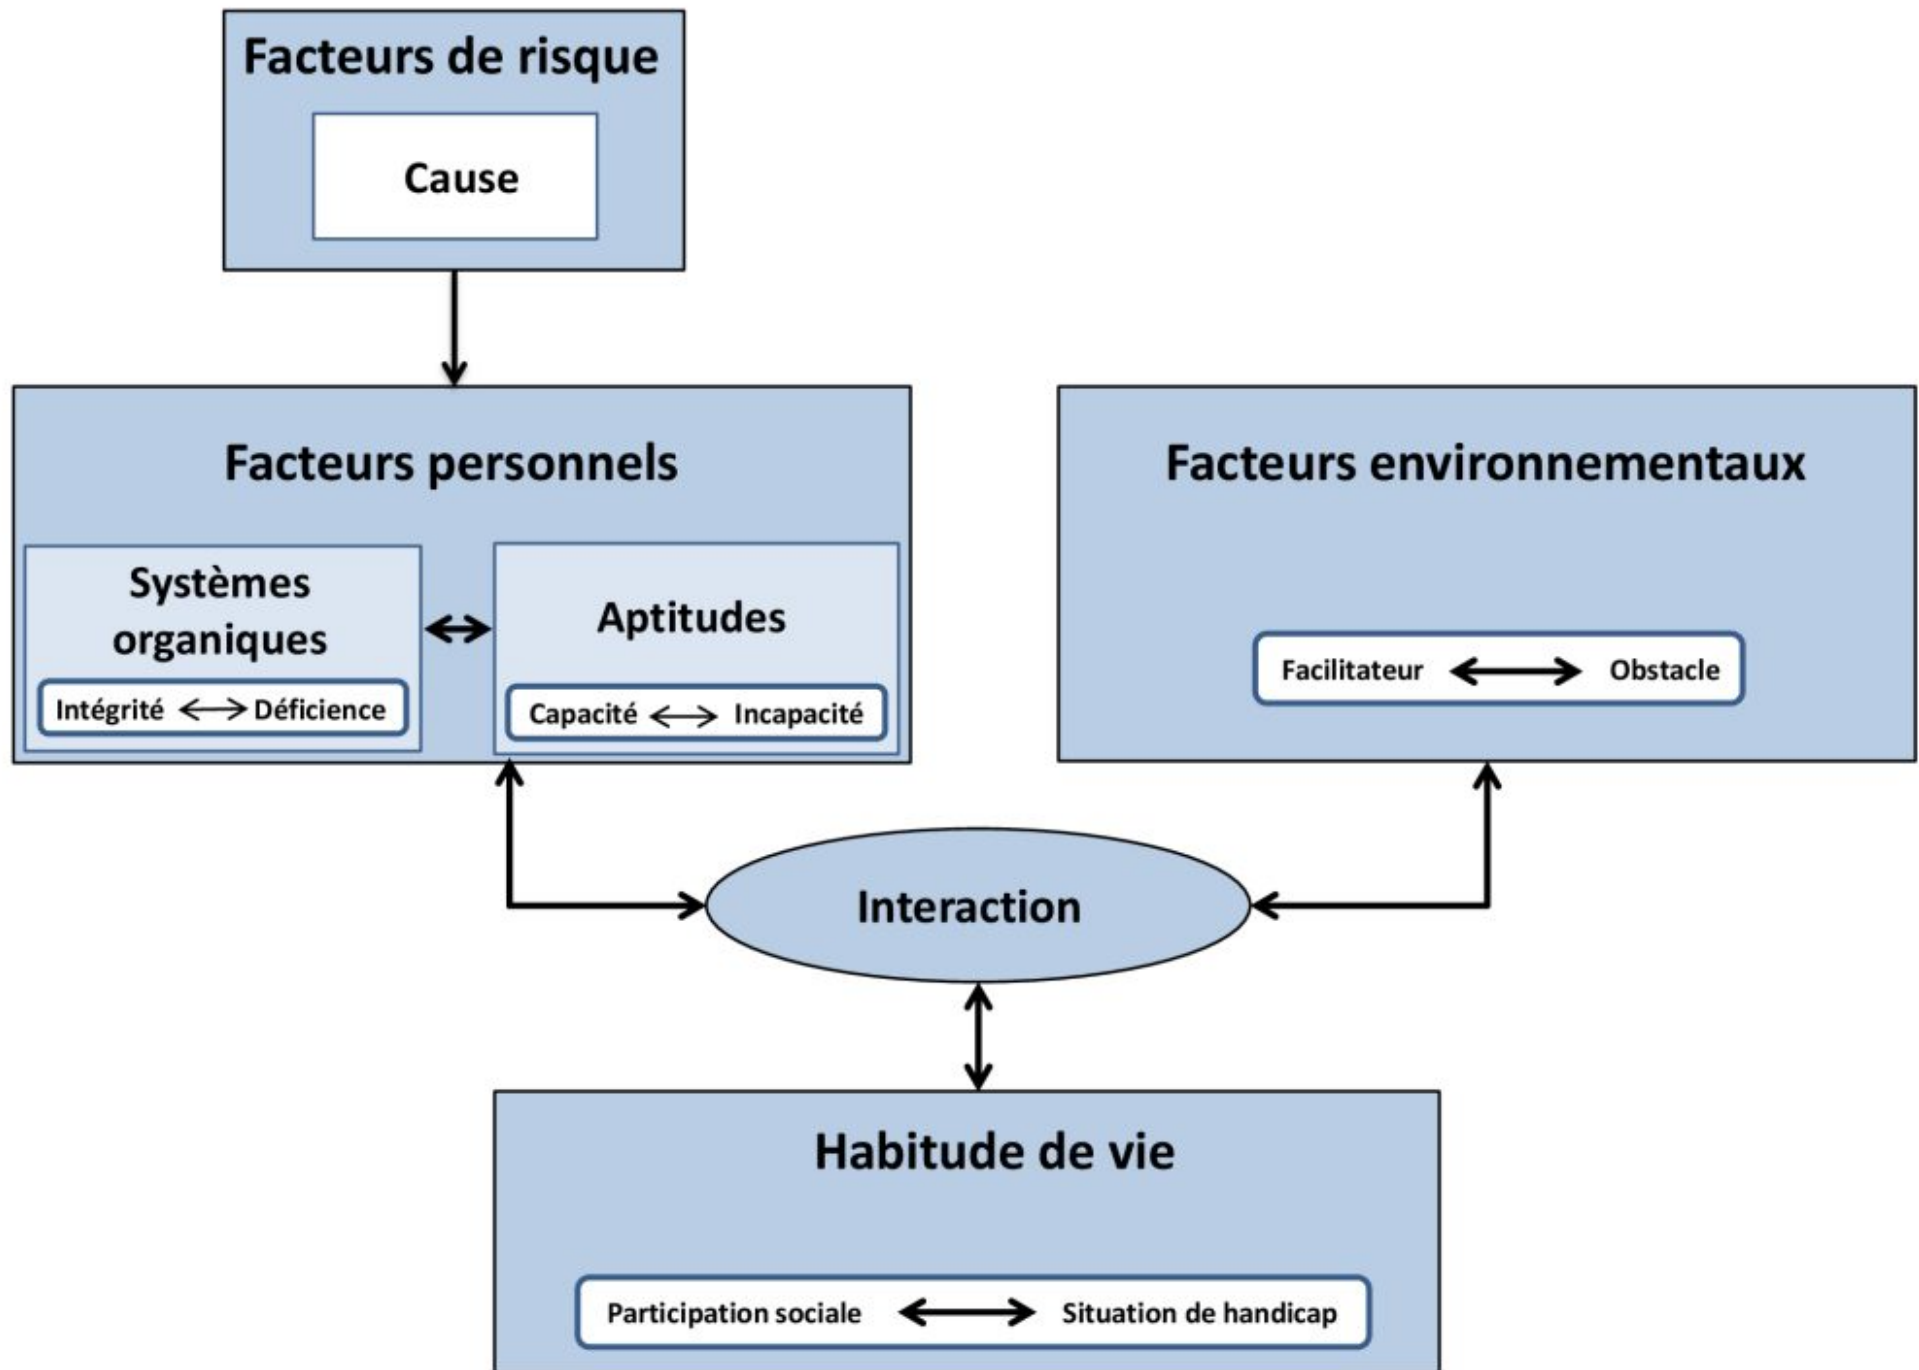 Facteurs de risque
Cause
Facteurs personnels
Systèmes
organiques
Intégrité Déficience
Aptitudes
Capacité Incapacité
Facteurs environnementaux
Facilitateur Obstacle
Interaction
Habitude de vie
Participation sociale Situation de handicap